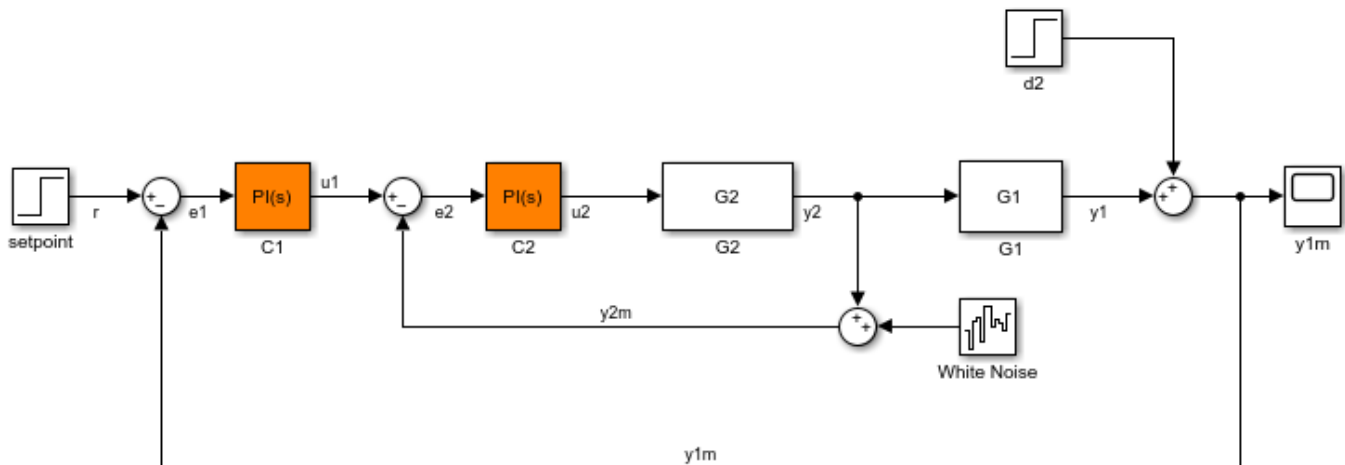 d2
setpoint
r
+
−
e1
PI(s)
C1
u1
+
−
e2
PI(s)
C2
u2
G2
G2
y2
G1
G1
y1
+
+
y1m
y2m
+
+
White Noise
y1m